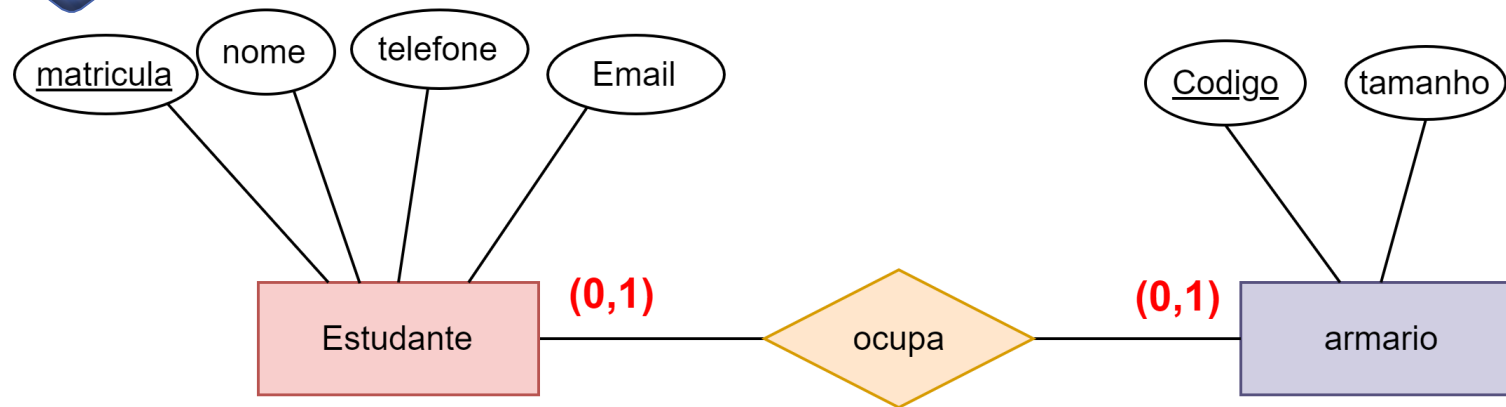 matricula
nome
telefone
Email
Codigo
tamanho
(0,1)
(0,1)
Estudante
ocupa
armario